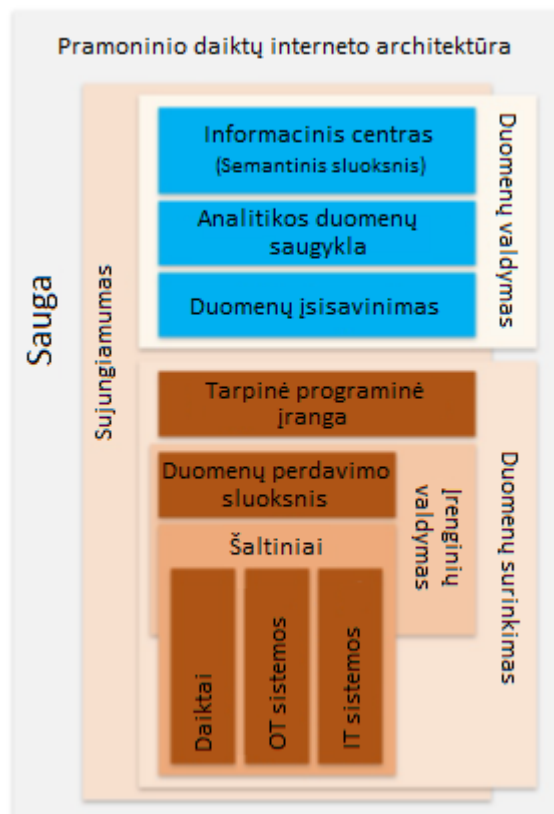 Pramoninio daiktų interneto architektūra
Sauga
Sujungiamumas
Duomenų valdymas
Informacinis centras
(Semantinis sluoksnis)
Analitikos duomenų
saugykla
Duomenų įsisavinimas
Duomenų surinkimas
Tarpinė programinė
įranga
Įrenginių
valdymas
Duomenų perdavimo
sluoksnis
Šaltiniai
Daiktai
OT sistemos
IT sistemos